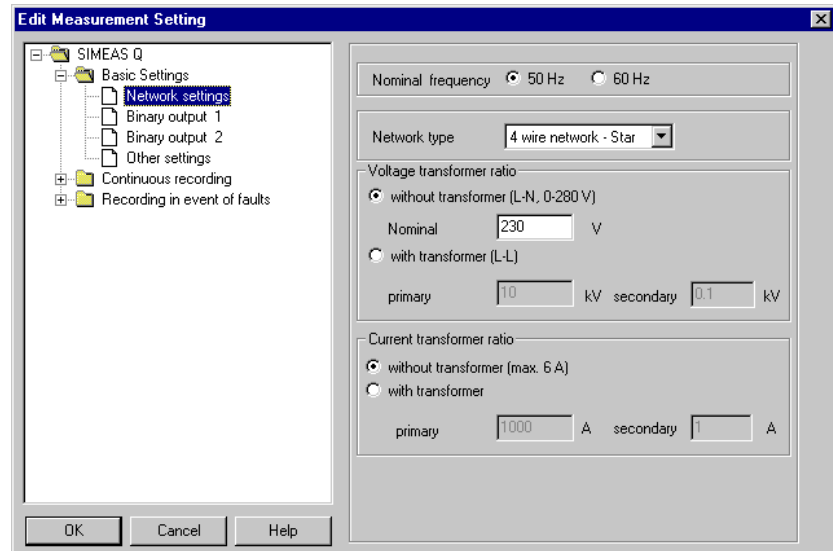 Edit Measurement Setting
SIMEAS Q
Basic Settings
Network settings
Binary output 1
Binary output 2
Other settings
Continuous recording
Recording in event of faults
OK Cancel Help
Nominal frequency 50 Hz 60 Hz
Network type 4 wire network - Star
Voltage transformer ratio
without transformer (L-N, 0-280 V)
Nominal 230 V
with transformer (L-L)
primary 10 kV secondary 0.1 kV
Current transformer ratio
without transformer (max. 6 A)
with transformer
primary 1000 A secondary 1 A